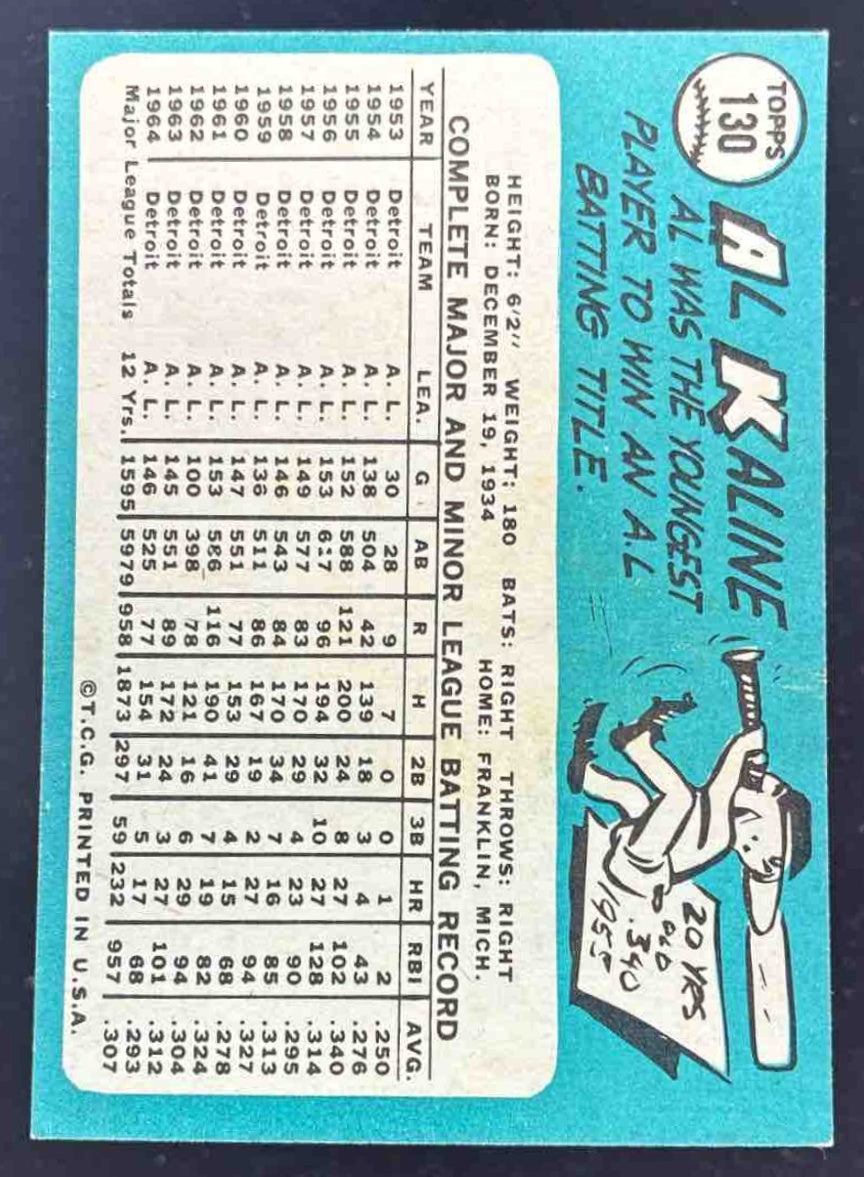 TOPPS
130
AL KALINE
AL WAS THE YOUNGEST
PLAYER TO WIN AN A.L
BATTING TITLE.
20 YRS
OLD
.340
1955
HEIGHT: 6'2" WEIGHT: 180 BATS: RIGHT THROWS: RIGHT
BORN: DECEMBER 19, 1934 HOME: FRANKLIN, MICH.
COMPLETE MAJOR AND MINOR LEAGUE BATTING RECORD
YEAR TEAM LEA. G AB R H 2B 3B HR RBI AVG.
1953 Detroit A. L. 30 28 9 7 0 0 1 2 .250
1954 Detroit A. L. 138 504 42 139 18 3 4 43 .276
1955 Detroit A. L. 152 588 121 200 24 8 27 102 .340
1956 Detroit A. L. 153 617 96 194 32 10 27 128 .314
1957 Detroit A. L. 149 577 83 170 29 4 23 90 .295
1958 Detroit A. L. 146 543 84 170 34 7 16 85 .313
1959 Detroit A. L. 136 511 86 167 19 2 27 94 .327
1960 Detroit A. L. 147 551 77 153 29 4 15 68 .278
1961 Detroit A. L. 153 586 116 190 41 7 19 82 .324
1962 Detroit A. L. 100 398 78 121 16 6 29 94 .304
1963 Detroit A. L. 145 551 89 172 24 3 27 101 .312
1964 Detroit A. L. 146 525 77 154 31 5 17 68 .293
Major League Totals 12 Yrs. 1595 5979 958 1873 297 59 232 957 .307
©T.C.G. PRINTED IN U.S.A.